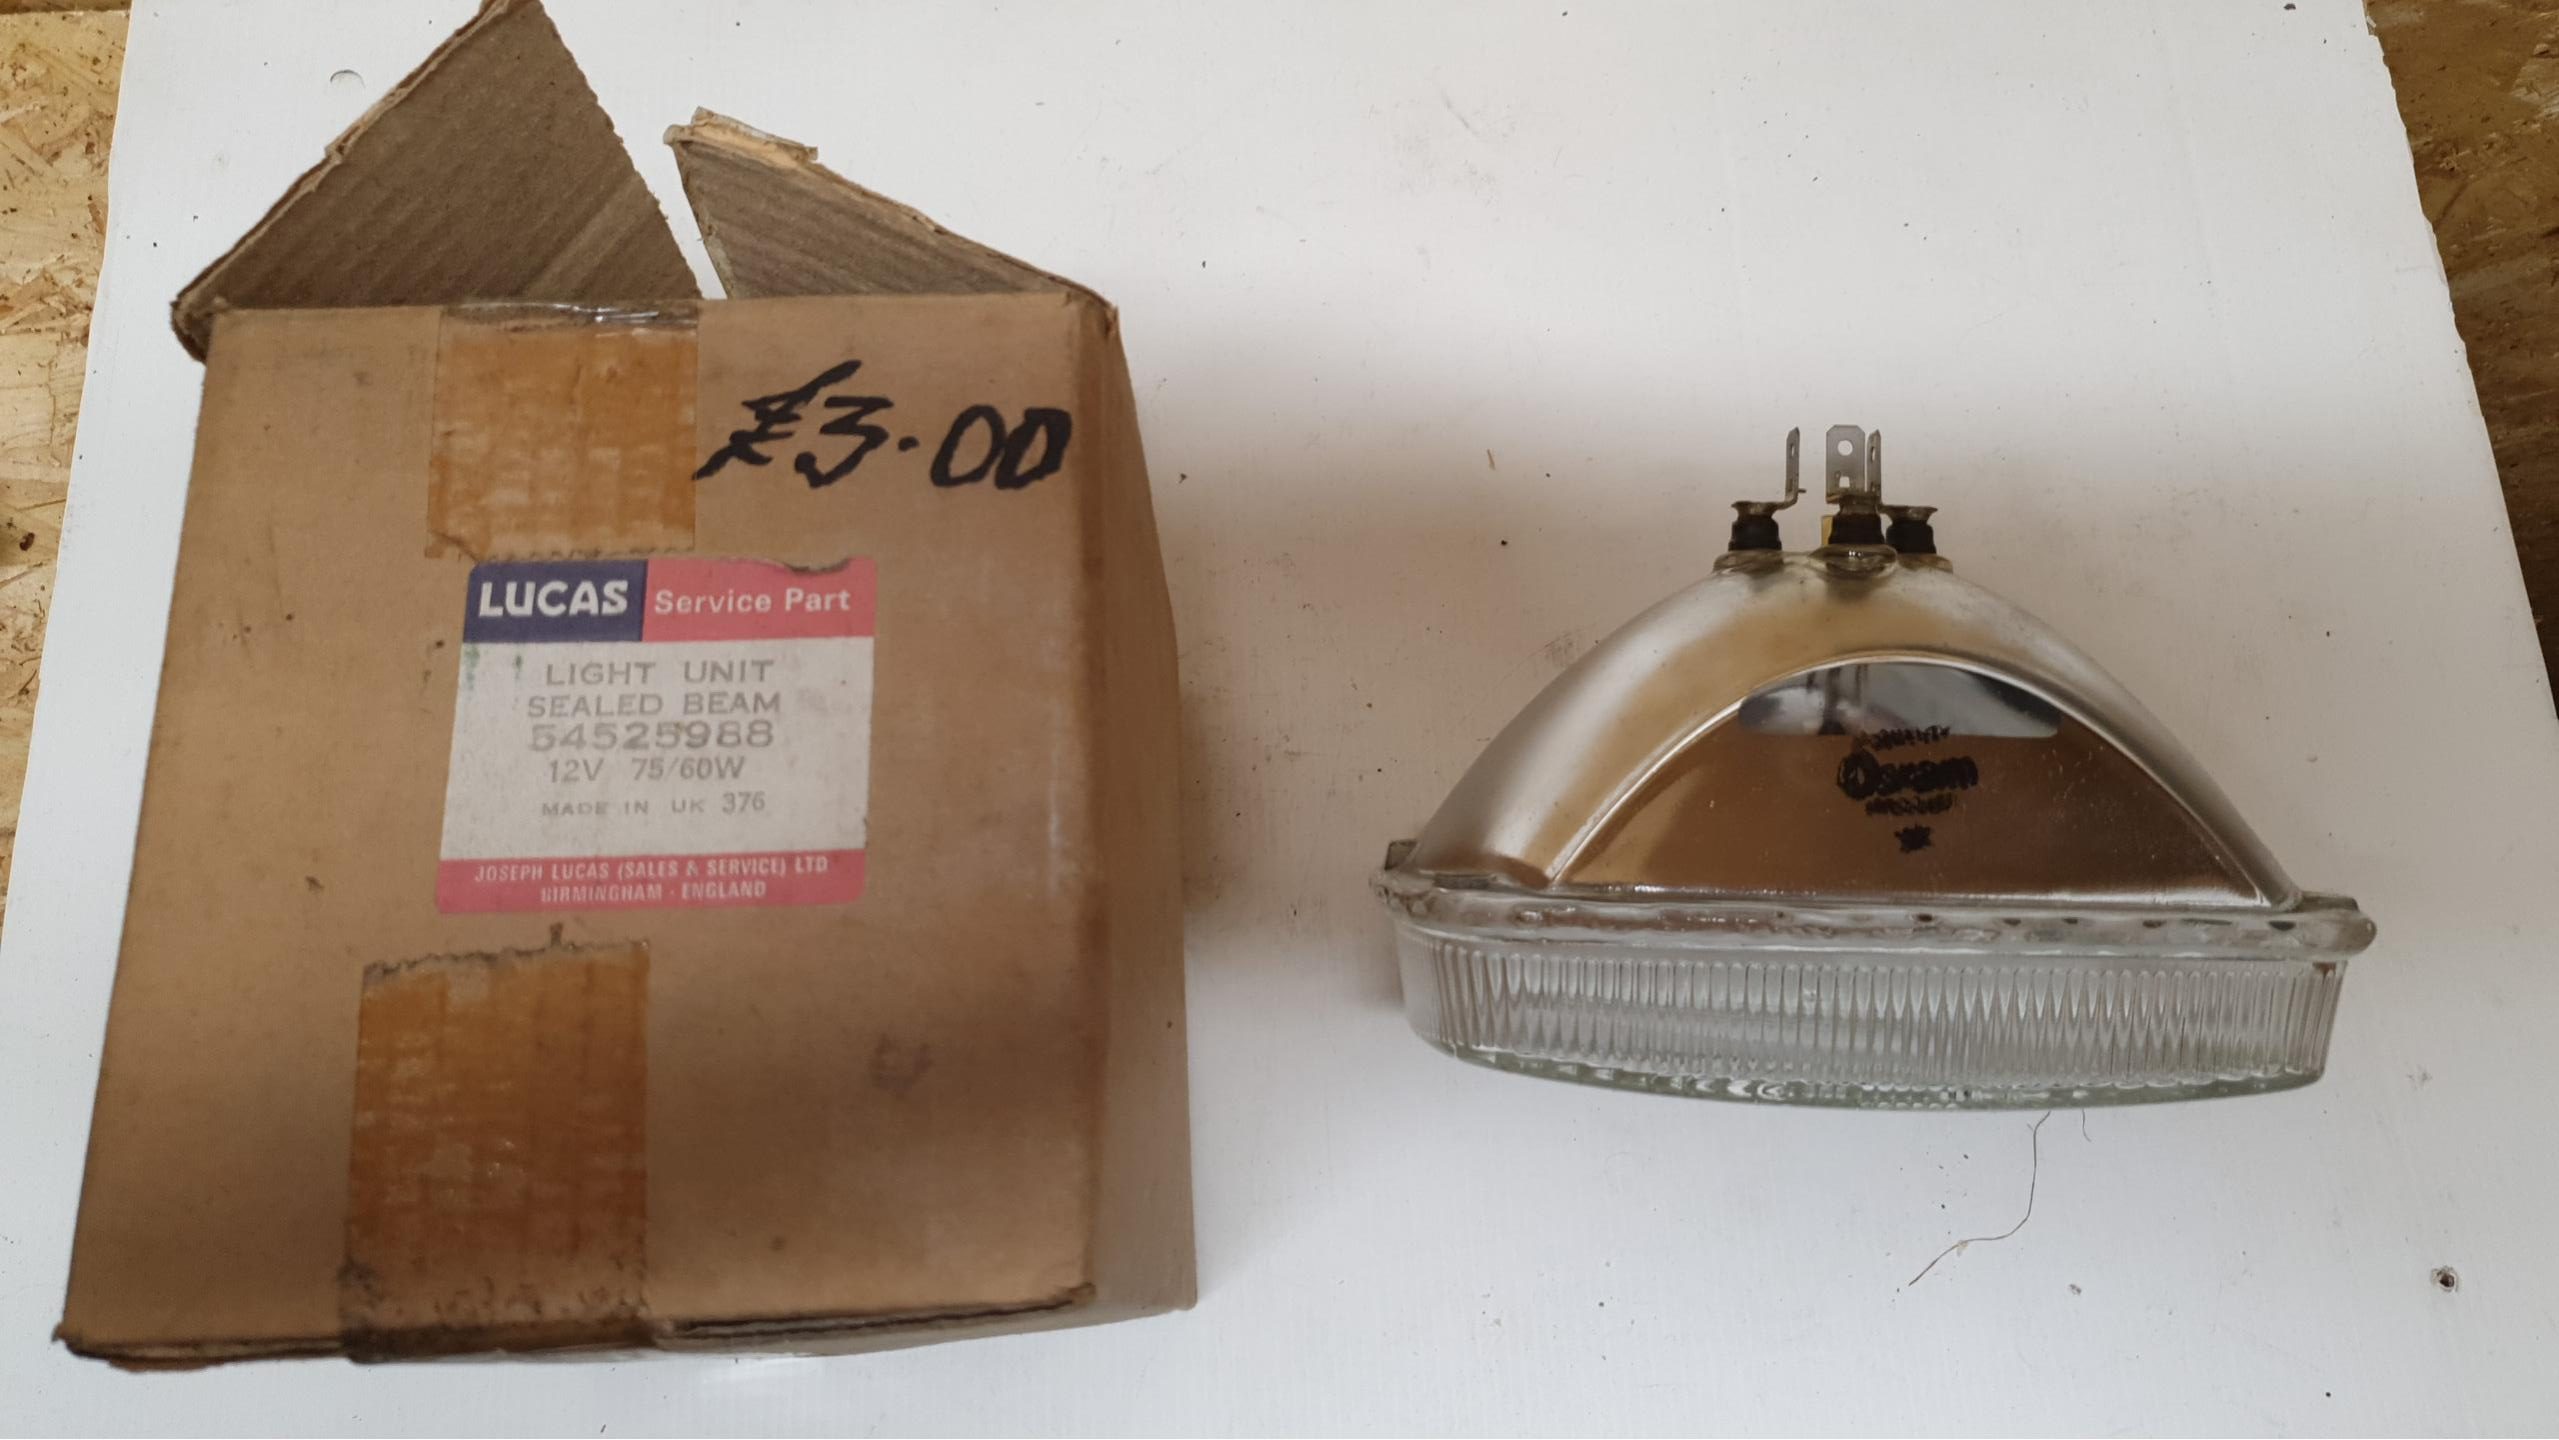 £3.00
LUCAS Service Part
LIGHT UNIT
SEALED BEAM
54525988
12V 75/60W
MADE IN UK 376
JOSEPH LUCAS (SALES & SERVICE) LTD
BIRMINGHAM - ENGLAND
Osram